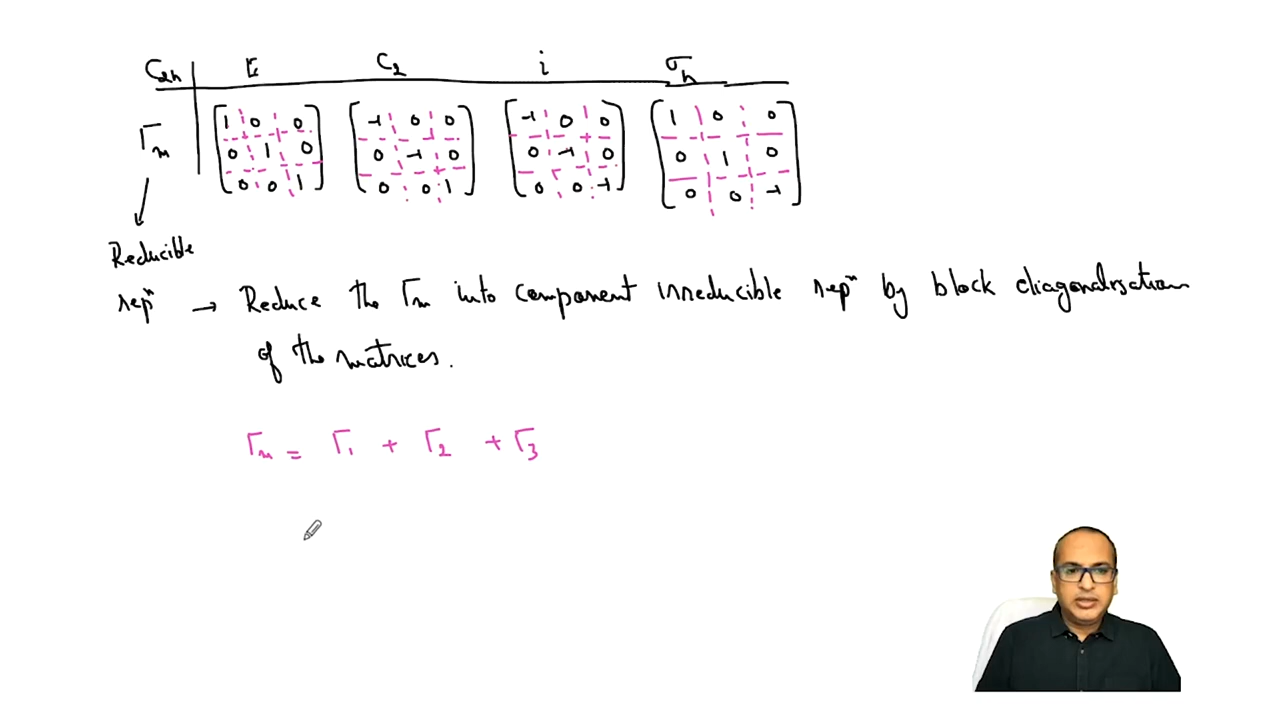 C₂ₕ E C₂ i σₕ
Γₘ [1 0 0 [-1 0 0 [-1 0 0 [1 0 0
0 1 0 0 -1 0 0 -1 0 0 1 0
0 0 1] 0 0 1] 0 0 -1] 0 0 -1]
Reducible
repⁿ → Reduce the Γₘ into component irreducible repⁿ by block diagonalisation
of the matrices.
Γₘ = Γ₁ + Γ₂ + Γ₃